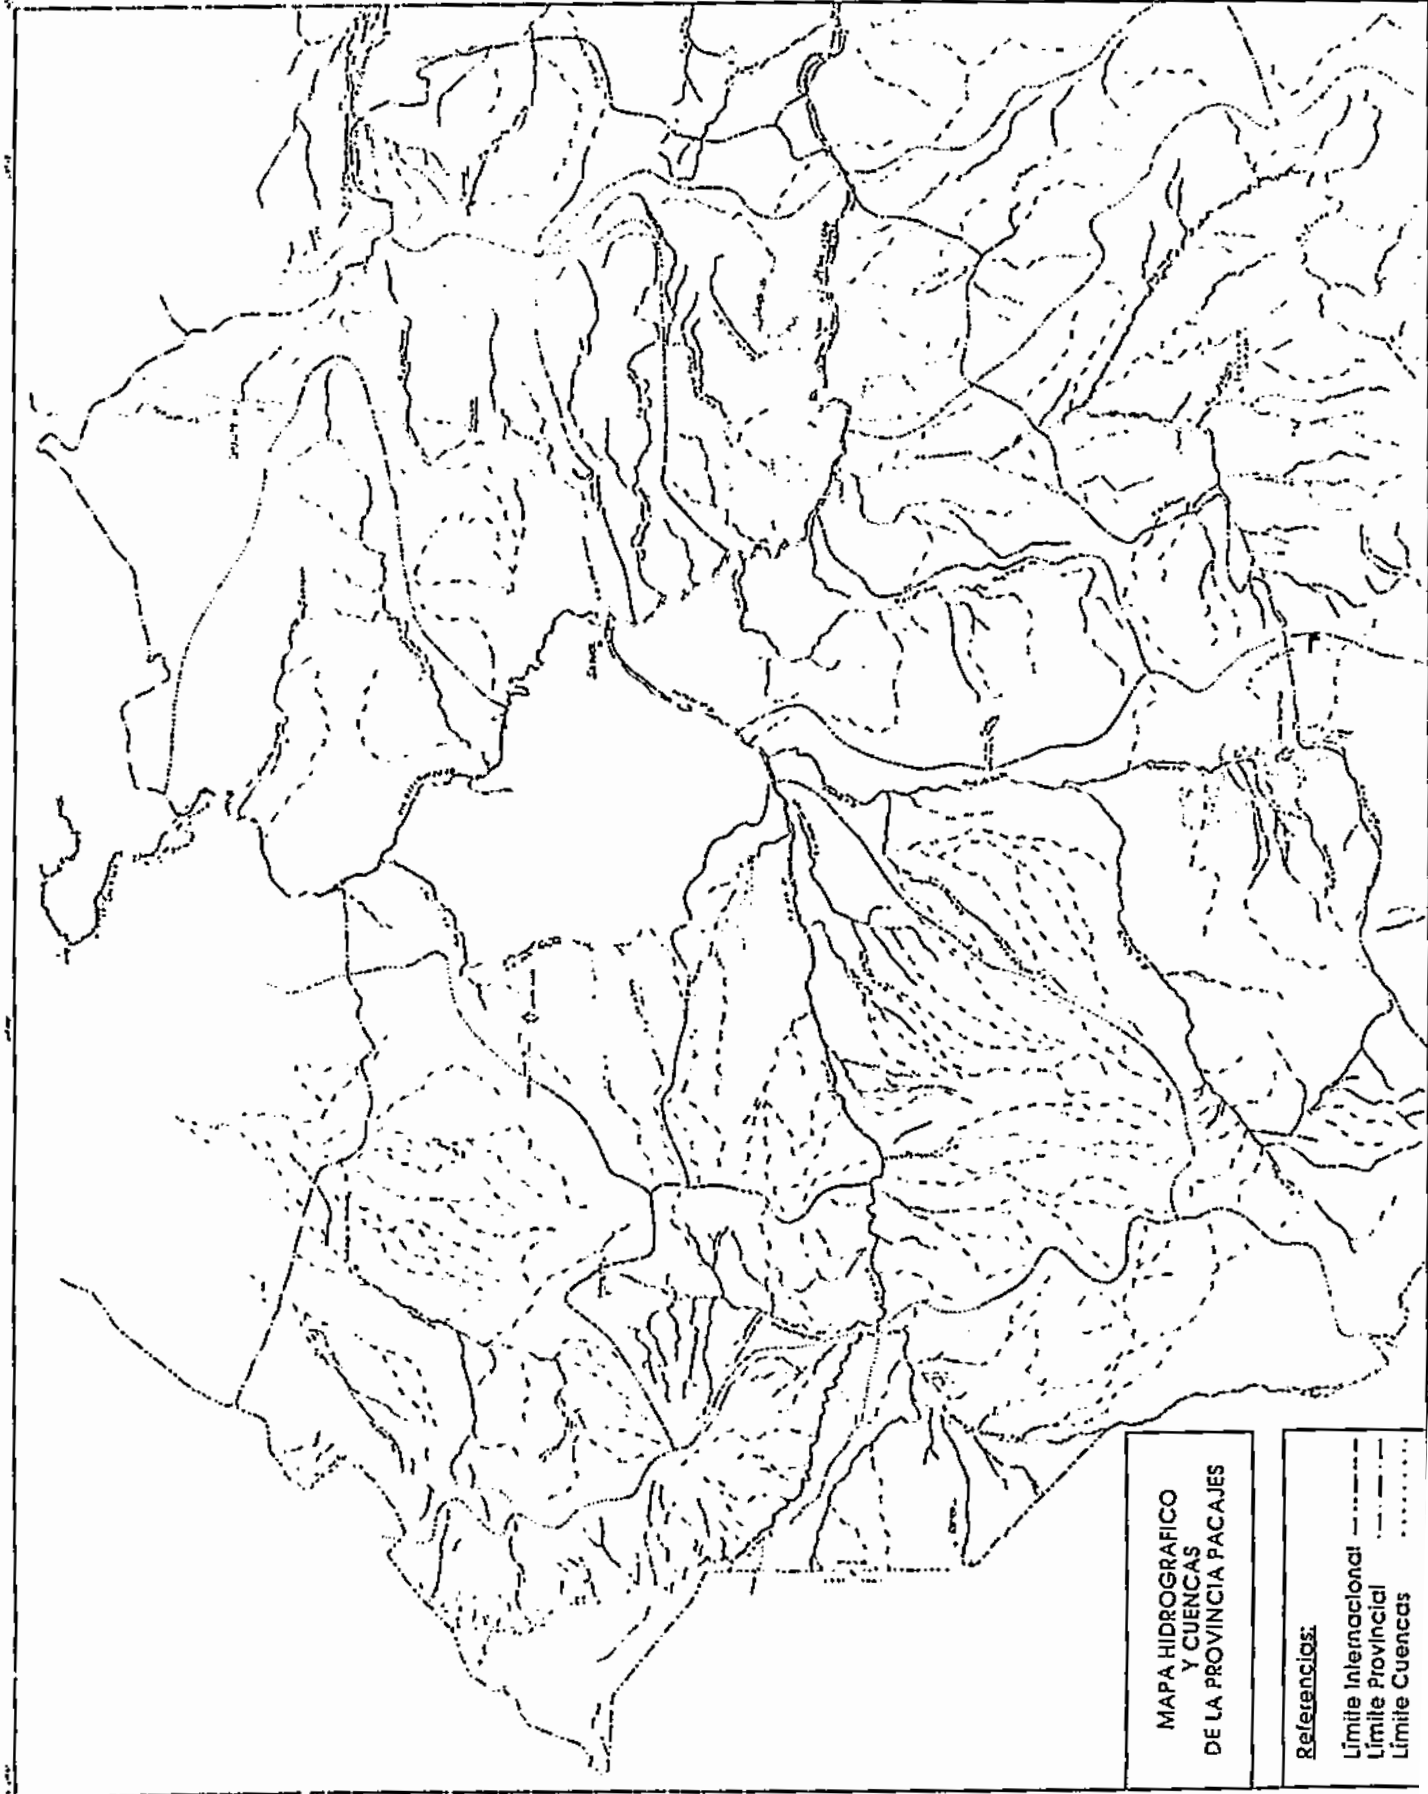 MAPA HIDROGRAFICO
Y CUENCAS
DE LA PROVINCIA PACAJES
Referencias:
Límite Internacional
Límite Provincial
Límite Cuencas